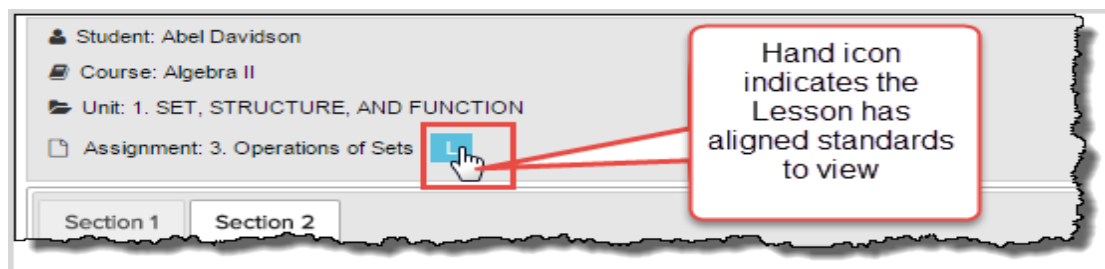 Student: Abel Davidson
Course: Algebra II
Unit: 1. SET, STRUCTURE, AND FUNCTION
Assignment: 3. Operations of Sets L
Hand icon
indicates the
Lesson has
aligned standards
to view
Section 1 Section 2